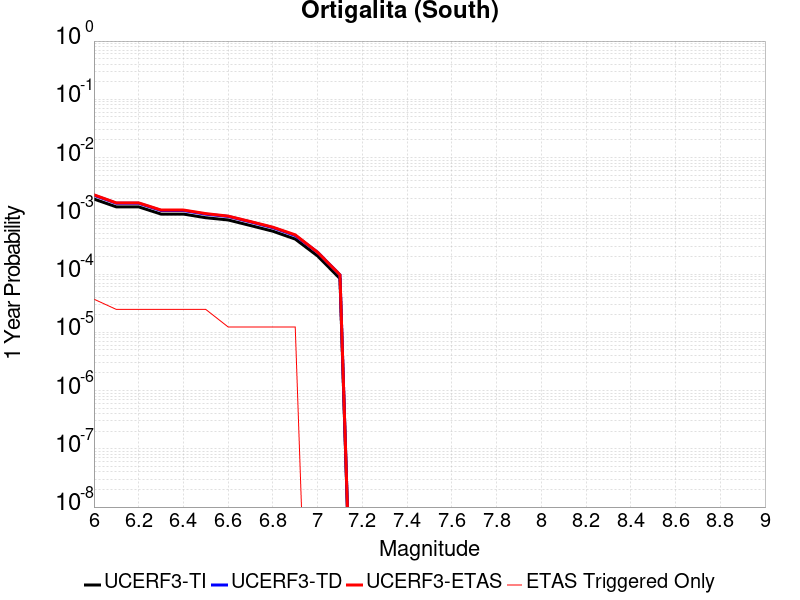 Ortigalita (South)
1 Year Probability
10^0
10^-1
10^-2
10^-3
10^-4
10^-5
10^-6
10^-7
10^-8
6 6.2 6.4 6.6 6.8 7 7.2 7.4 7.6 7.8 8 8.2 8.4 8.6 8.8 9
Magnitude
UCERF3-TI UCERF3-TD UCERF3-ETAS ETAS Triggered Only